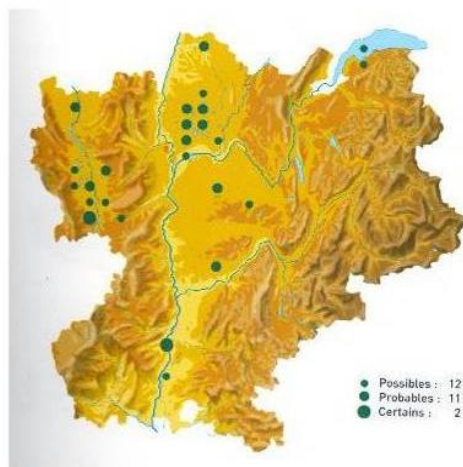 Possibles : 12
Probables : 11
Certains : 2